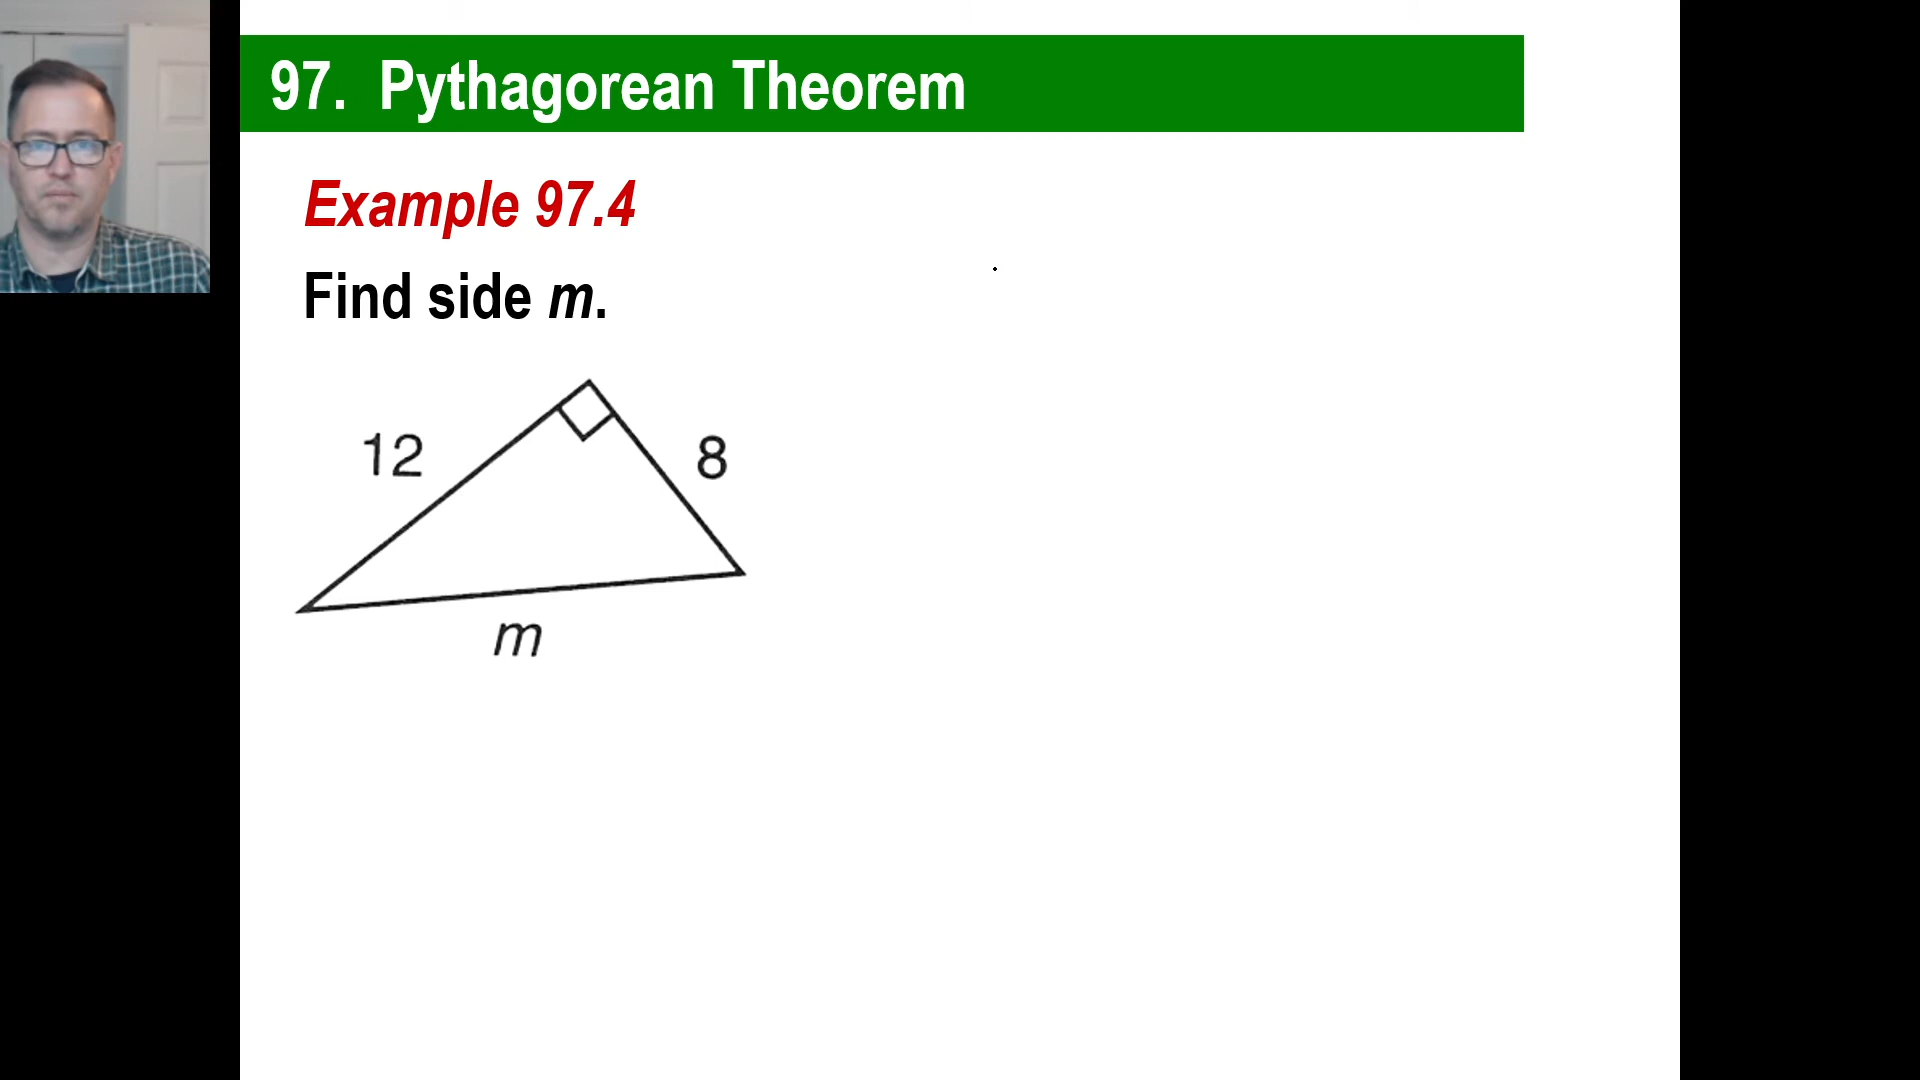 97. Pythagorean Theorem
Example 97.4
Find side m.
12
8
m